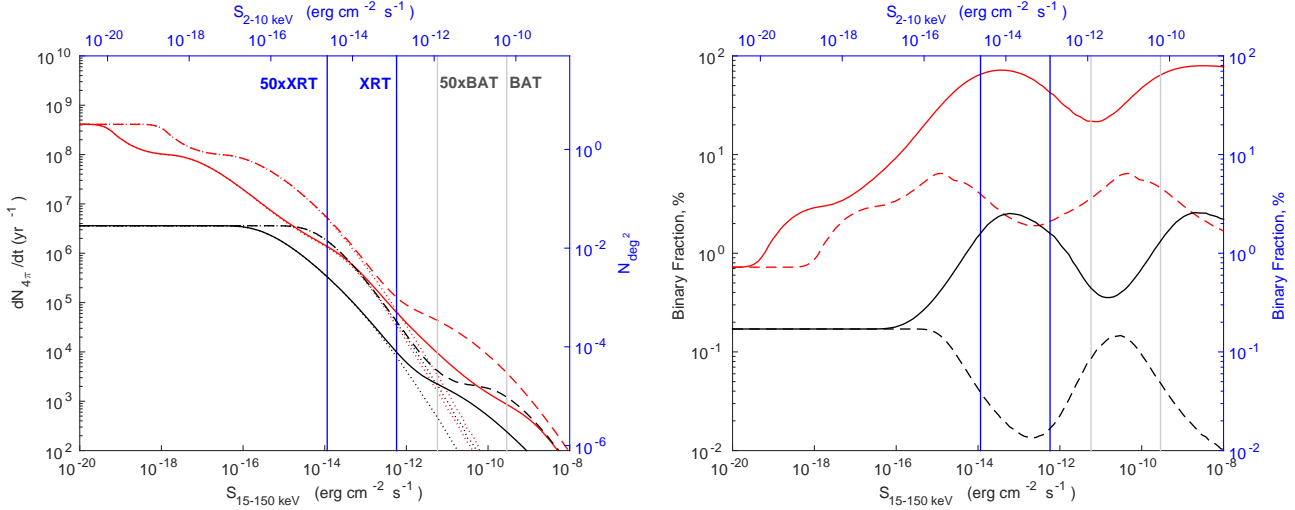 S2-10 keV (erg cm -2 s-1)
10-20 10-18 10-16 10-14 10-12 10-10
1010
109
108
107
106
105
104
103
102
dN4π/dt (yr -1)
50xXRT XRT 50xBAT BAT
100
10-2
10-4
10-6
Ndeg2
10-20 10-18 10-16 10-14 10-12 10-10 10-8
S15-150 keV (erg cm -2 s-1)
S2-10 keV (erg cm -2 s-1)
10-20 10-18 10-16 10-14 10-12 10-10
102
101
100
10-1
10-2
Binary Fraction, %
102
101
100
10-1
10-2
Binary Fraction, %
10-20 10-18 10-16 10-14 10-12 10-10 10-8
S15-150 keV (erg cm -2 s-1)